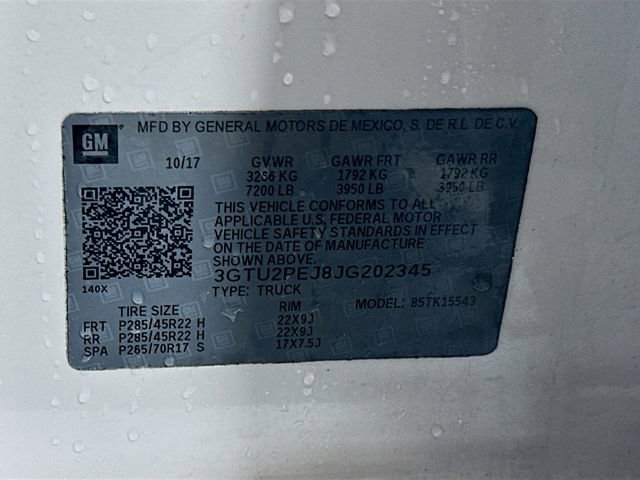 GM
MFD BY GENERAL MOTORS DE MEXICO, S. DE R.L. DE C.V.
10/17 GVWR GAWR FRT GAWR RR
3266 KG 1792 KG 1792 KG
7200 LB 3950 LB 3950 LB
THIS VEHICLE CONFORMS TO ALL
APPLICABLE U.S. FEDERAL MOTOR
VEHICLE SAFETY STANDARDS IN
EFFECT ON THE DATE OF MANUFACTURE
SHOWN ABOVE.
3GTU2PEJ8JG202345
140X TYPE: TRUCK
MODEL: 85TK15543
TIRE SIZE RIM
FRT P285/45R22 H 22X9J
RR P285/45R22 H 22X9J
SPA P265/70R17 S 17X7.5J